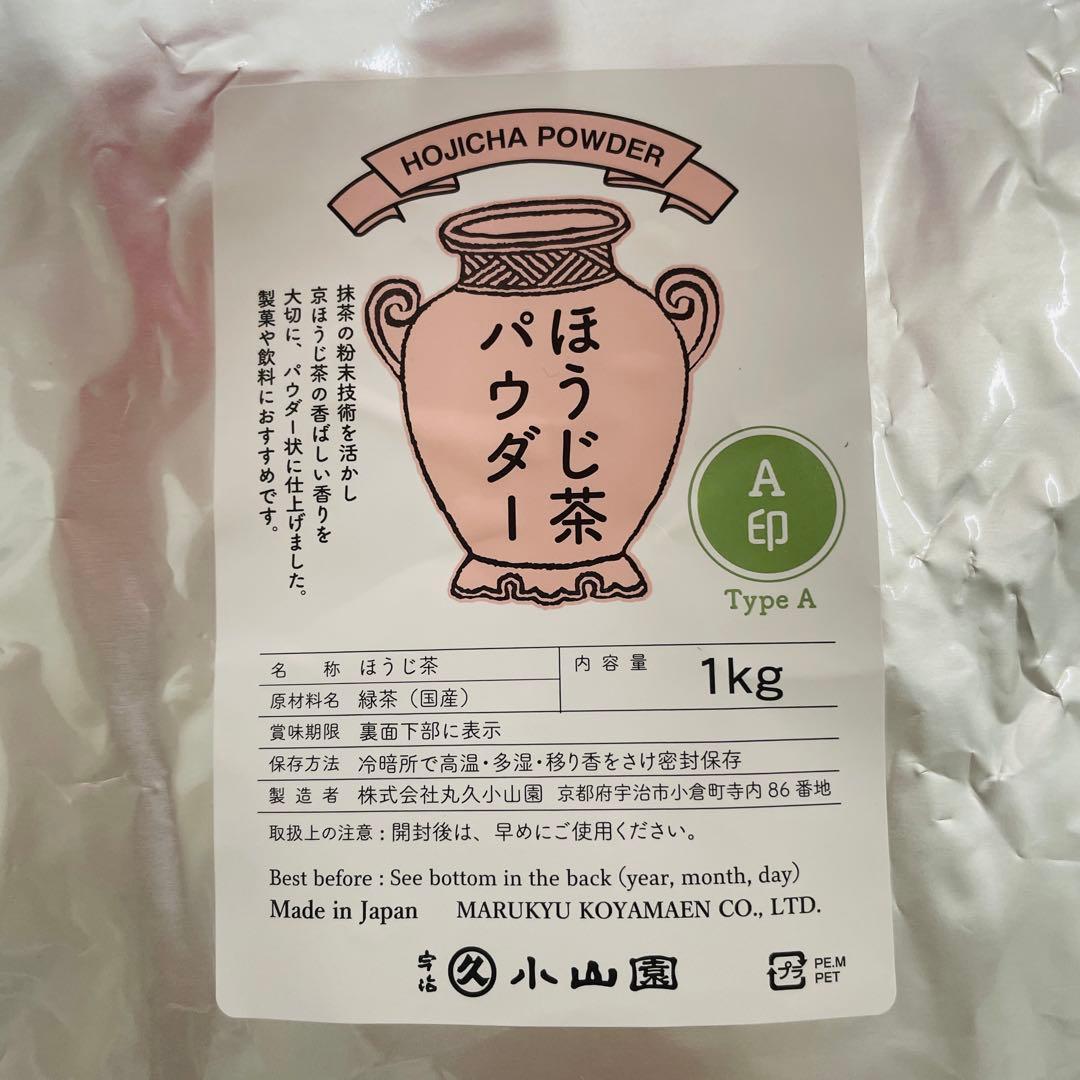 HOJICHA POWDER
ほうじ茶
パウダー
抹茶の粉末技術を活かし
京ほうじ茶の香ばしい香りを
大切に、パウダー状に仕上げました。
製菓や飲料におすすめです。
A
印
Type A
名 称 ほうじ茶
内容量 1kg
原材料名 緑茶（国産）
賞味期限 裏面下部に表示
保存方法 冷暗所で高温・多湿・移り香をさけ密封保存
製造者 株式会社丸久小山園 京都府宇治市小倉町寺内86番地
取扱上の注意：開封後は、早めにご使用ください。
Best before : See bottom in the back (year, month, day)
Made in Japan MARUKYU KOYAMAEN CO., LTD.
宇治 久 小山園
プラ PE.M
PET